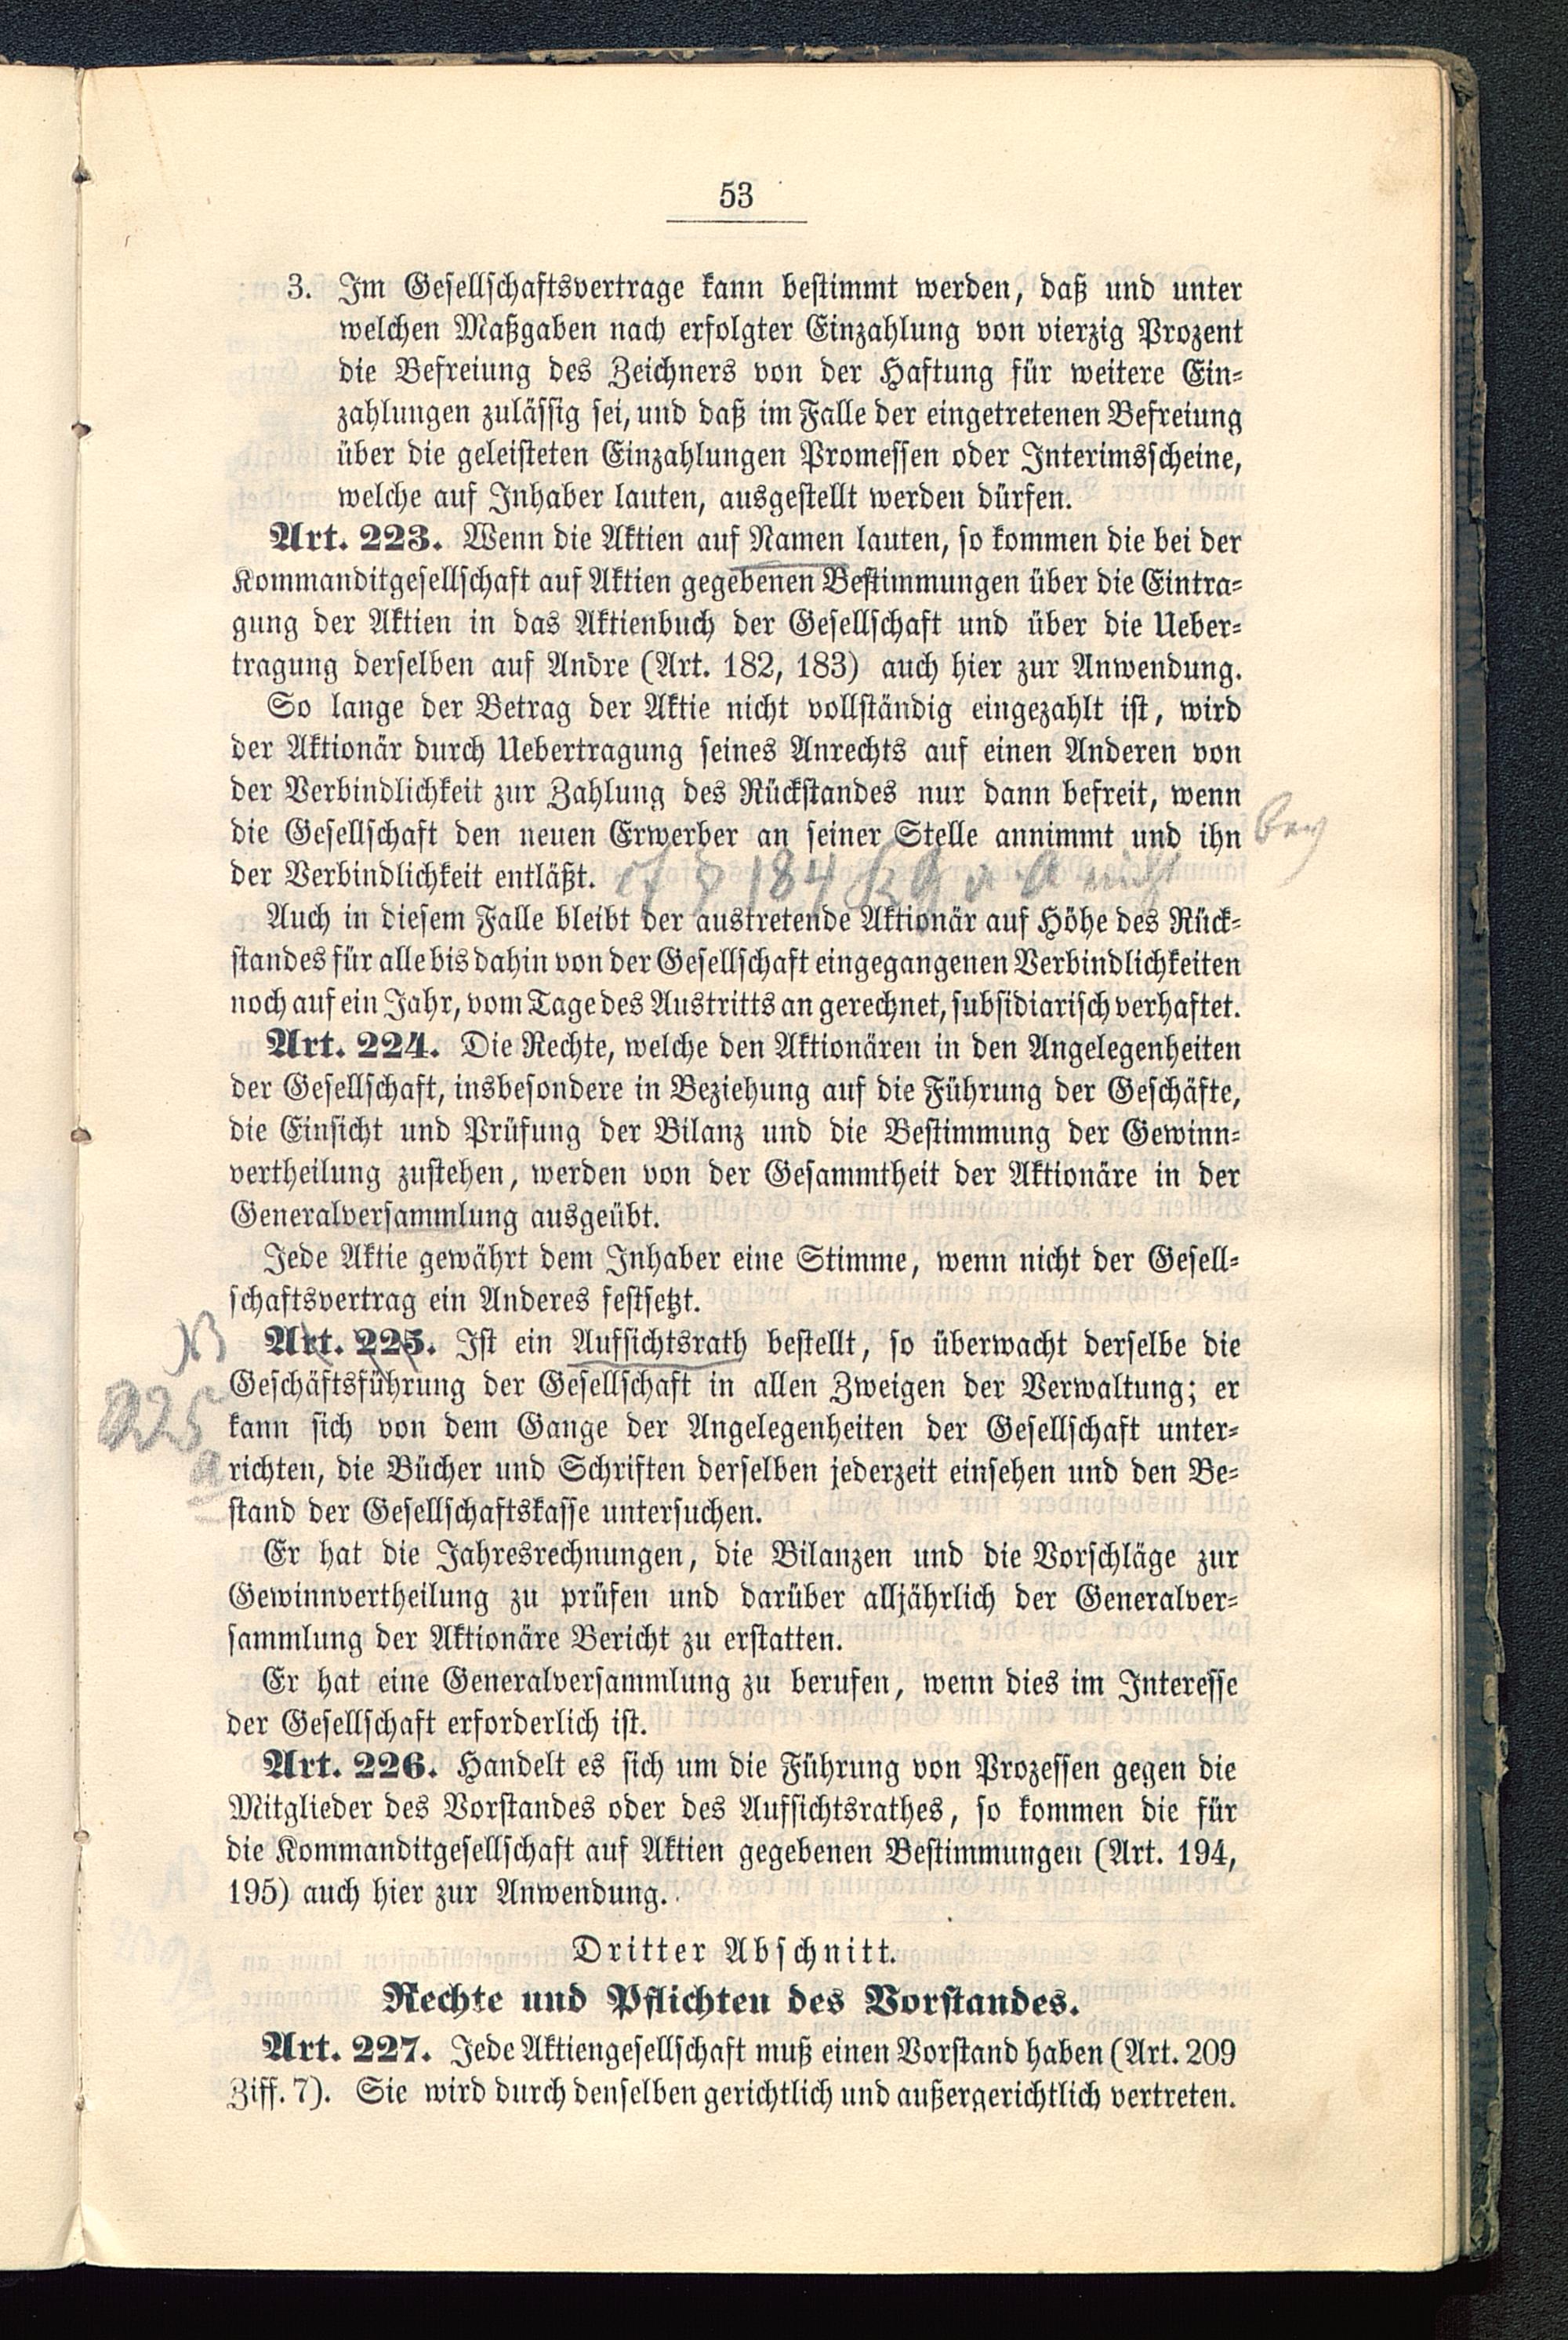 53
3. Im Gesellschaftsvertrage kann bestimmt werden, daß und unter
welchen Maßgaben nach erfolgter Einzahlung von vierzig Prozent
die Befreiung des Zeichners von der Haftung für weitere Ein-
zahlungen zulässig sei, und daß im Falle der eingetretenen Befreiung
über die geleisteten Einzahlungen Promessen oder Interimsscheine,
welche auf Inhaber lauten, ausgestellt werden dürfen.
Art. 223. Wenn die Aktien auf Namen lauten, so kommen die bei der
Kommanditgesellschaft auf Aktien gegebenen Bestimmungen über die Eintra-
gung der Aktien in das Aktienbuch der Gesellschaft und über die Ueber-
tragung derselben auf Andre (Art. 182, 183) auch hier zur Anwendung.
So lange der Betrag der Aktie nicht vollständig eingezahlt ist, wird
der Aktionär durch Uebertragung seines Anrechts auf einen Anderen von
der Verbindlichkeit zur Zahlung des Rückstandes nur dann befreit, wenn
die Gesellschaft den neuen Erwerber an seiner Stelle annimmt und ihn
der Verbindlichkeit entläßt. 184
Auch in diesem Falle bleibt der austretende Aktionär auf Höhe des Rück-
standes für alle bis dahin von der Gesellschaft eingegangenen Verbindlichkeiten
noch auf ein Jahr, vom Tage des Austritts an gerechnet, subsidiarisch verhaftet.
Art. 224. Die Rechte, welche den Aktionären in den Angelegenheiten
der Gesellschaft, insbesondere in Beziehung auf die Führung der Geschäfte,
die Einsicht und Prüfung der Bilanz und die Bestimmung der Gewinn-
vertheilung zustehen, werden von der Gesammtheit der Aktionäre in der
Generalversammlung ausgeübt.
Jede Aktie gewährt dem Inhaber eine Stimme, wenn nicht der Gesell-
schaftsvertrag ein Anderes festsetzt.
Art. 225. Ist ein Aufsichtsrath bestellt, so überwacht derselbe die
Geschäftsführung der Gesellschaft in allen Zweigen der Verwaltung; er
225 a
kann sich von dem Gange der Angelegenheiten der Gesellschaft unter-
richten, die Bücher und Schriften derselben jederzeit einsehen und den Be-
stand der Gesellschaftskasse untersuchen.
Er hat die Jahresrechnungen, die Bilanzen und die Vorschläge zur
Gewinnvertheilung zu prüfen und darüber alljährlich der Generalver-
sammlung der Aktionäre Bericht zu erstatten.
Er hat eine Generalversammlung zu berufen, wenn dies im Interesse
der Gesellschaft erforderlich ist.
Art. 226. Handelt es sich um die Führung von Prozessen gegen die
Mitglieder des Vorstandes oder des Aufsichtsrathes, so kommen die für
die Kommanditgesellschaft auf Aktien gegebenen Bestimmungen (Art. 194,
195) auch hier zur Anwendung.
Dritter Abschnitt.
Rechte und Pflichten des Vorstandes.
Art. 227. Jede Aktiengesellschaft muß einen Vorstand haben (Art. 209
Ziff. 7). Sie wird durch denselben gerichtlich und außergerichtlich vertreten.